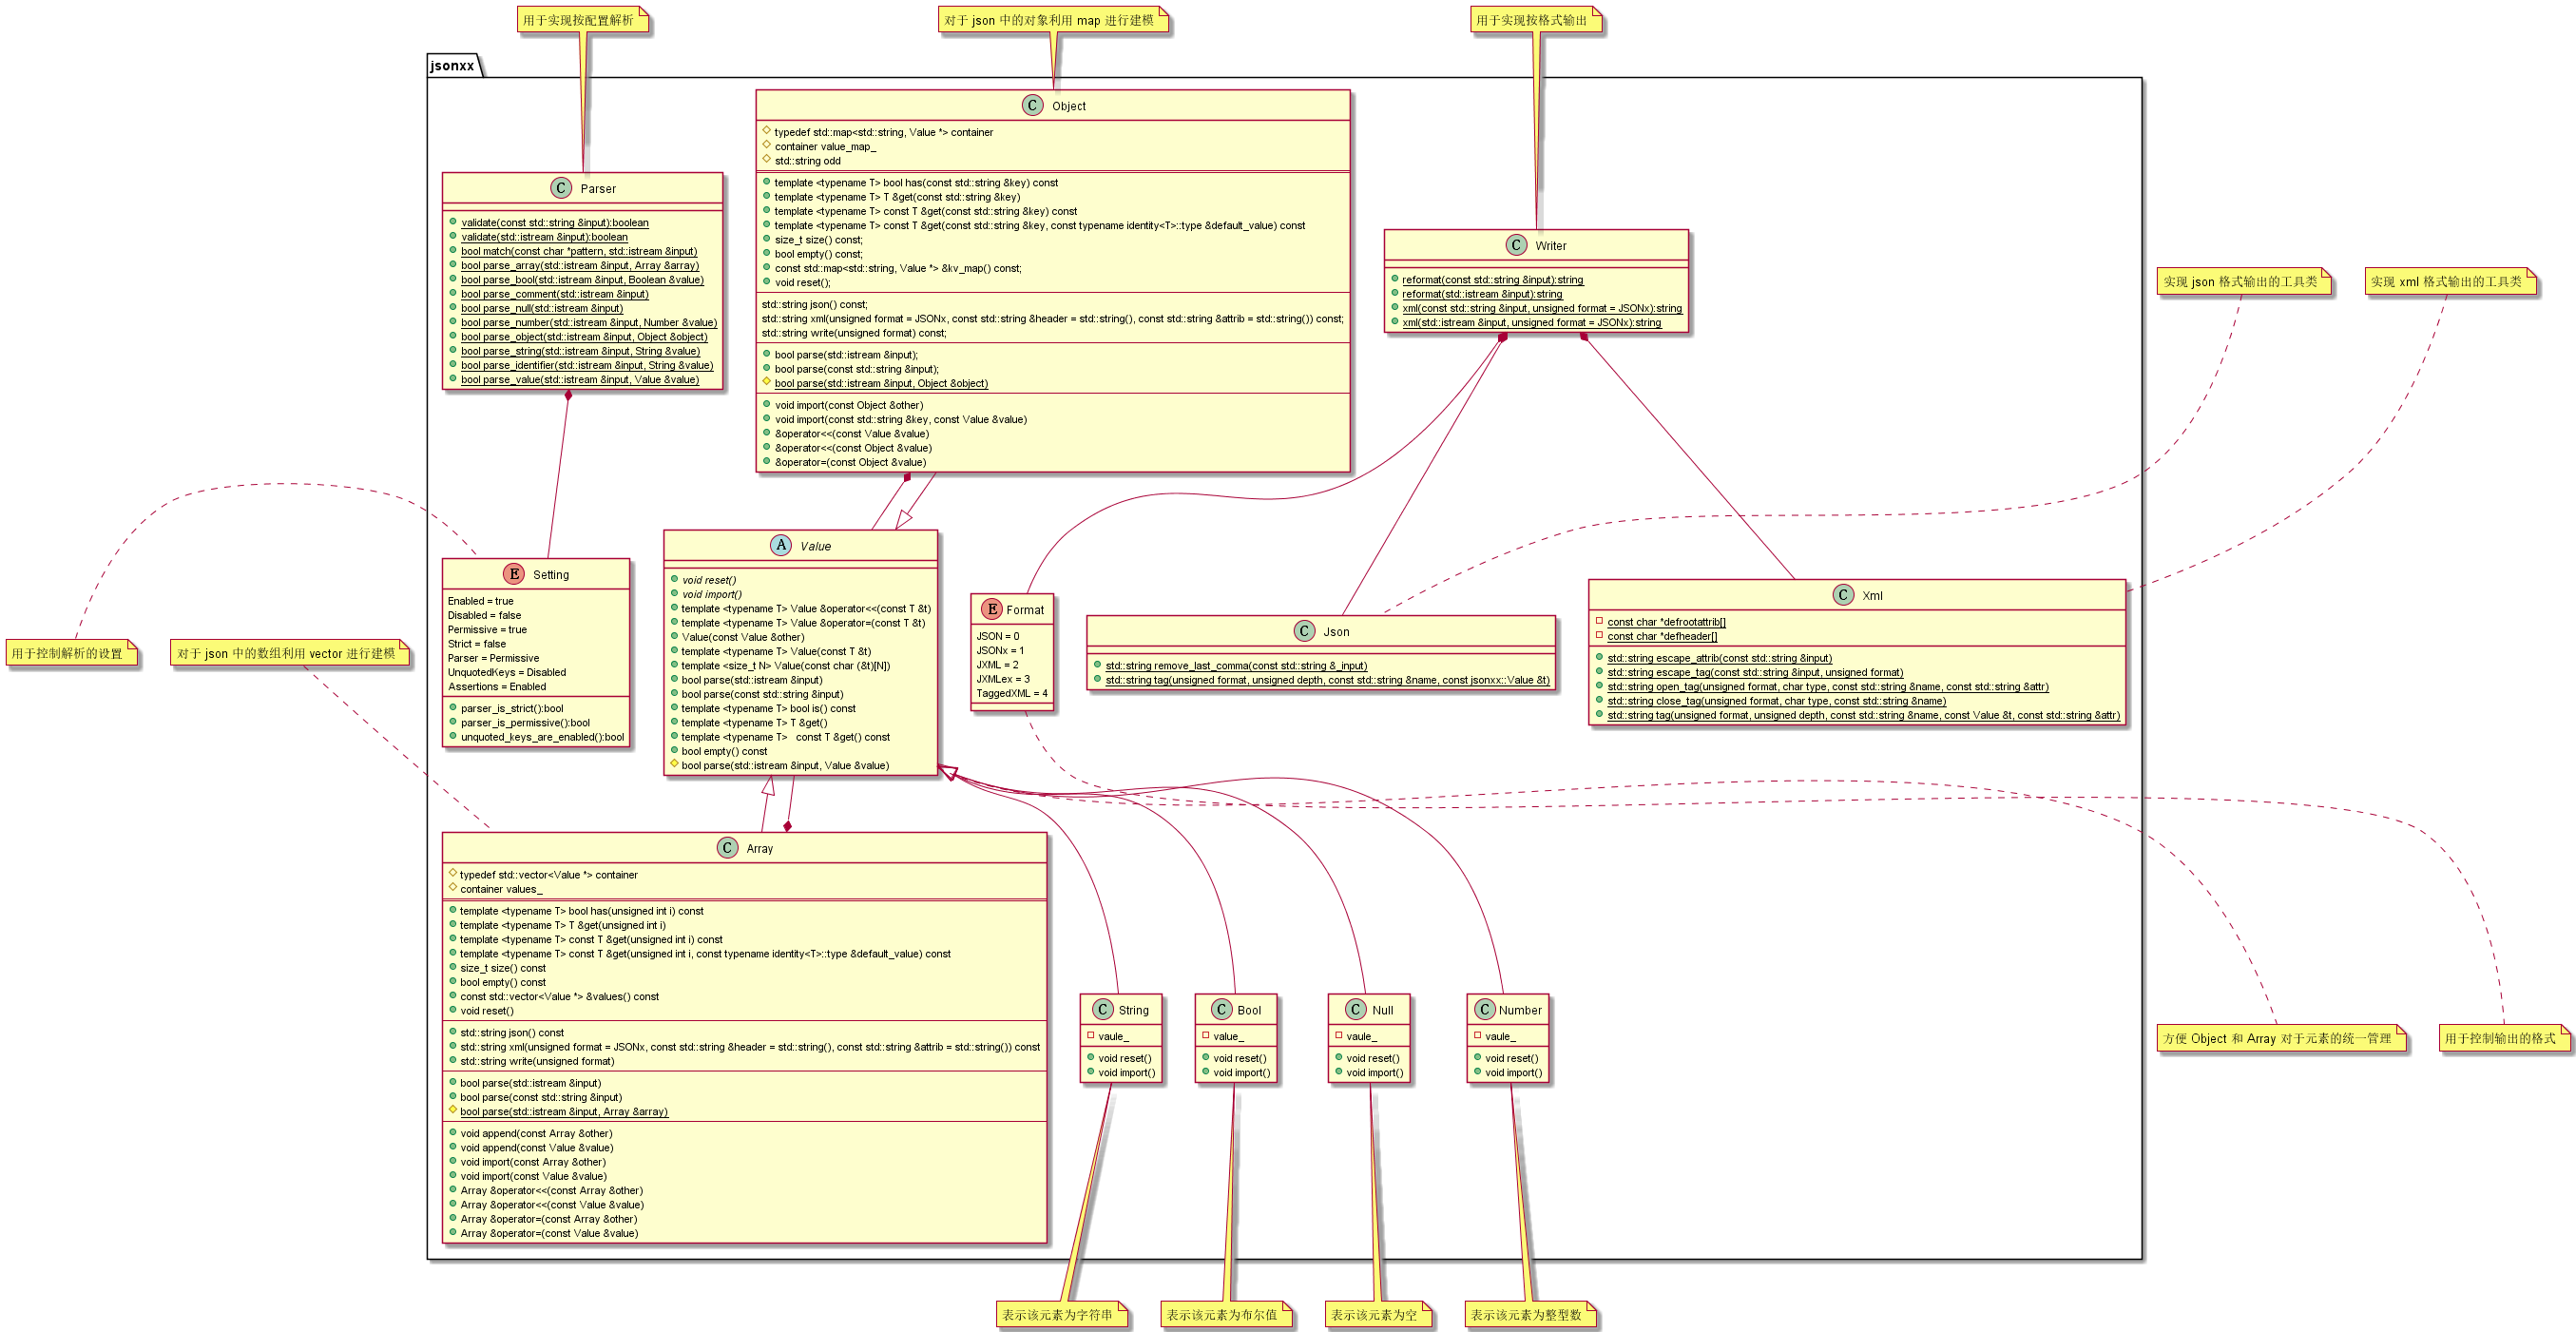 用于实现按配置解析
对于 json 中的对象利用 map 进行建模
用于实现按格式输出
jsonxx
Object
typedef std::map<std::string, Value *> container
container value_map_
std::string odd
template <typename T> bool has(const std::string &key) const
template <typename T> T &get(const std::string &key)
template <typename T> const T &get(const std::string &key) const
template <typename T> const T &get(const std::string &key, const typename identity<T>::type &default_value) const
size_t size() const;
bool empty() const;
const std::map<std::string, Value *> &kv_map() const;
void reset();
std::string json() const;
std::string xml(unsigned format = JSONx, const std::string &header = std::string(), const std::string &attrib = std::string()) const;
std::string write(unsigned format) const;
bool parse(std::istream &input);
bool parse(const std::string &input);
bool parse(std::istream &input, Object &object)
void import(const Object &other)
void import(const std::string &key, const Value &value)
&operator<<(const Value &value)
&operator<<(const Object &value)
&operator=(const Object &value)
Parser
validate(const std::string &input):boolean
validate(std::istream &input):boolean
bool match(const char *pattern, std::istream &input)
bool parse_array(std::istream &input, Array &array)
bool parse_bool(std::istream &input, Boolean &value)
bool parse_comment(std::istream &input)
bool parse_null(std::istream &input)
bool parse_number(std::istream &input, Number &value)
bool parse_object(std::istream &input, Object &object)
bool parse_string(std::istream &input, String &value)
bool parse_identifier(std::istream &input, String &value)
bool parse_value(std::istream &input, Value &value)
Writer
reformat(const std::string &input):string
reformat(std::istream &input):string
xml(const std::string &input, unsigned format = JSONx):string
xml(std::istream &input, unsigned format = JSONx):string
实现 json 格式输出的工具类
实现 xml 格式输出的工具类
Setting
Enabled = true
Disabled = false
Permissive = true
Strict = false
Parser = Permissive
UnquotedKeys = Disabled
Assertions = Enabled
parser_is_strict():bool
parser_is_permissive():bool
unquoted_keys_are_enabled():bool
Value
void reset()
void import()
template <typename T> Value &operator<<(const T &t)
template <typename T> Value &operator=(const T &t)
Value(const Value &other)
template <typename T> Value(const T &t)
template <size_t N> Value(const char (&t)[N])
bool parse(std::istream &input)
bool parse(const std::string &input)
template <typename T> bool is() const
template <typename T> T &get()
template <typename T>   const T &get() const
bool empty() const
bool parse(std::istream &input, Value &value)
Format
JSON = 0
JSONx = 1
JXML = 2
JXMLex = 3
TaggedXML = 4
Json
std::string remove_last_comma(const std::string &_input)
std::string tag(unsigned format, unsigned depth, const std::string &name, const jsonxx::Value &t)
Xml
const char *defrootattrib[]
const char *defheader[]
std::string escape_attrib(const std::string &input)
std::string escape_tag(const std::string &input, unsigned format)
std::string open_tag(unsigned format, char type, const std::string &name, const std::string &attr)
std::string close_tag(unsigned format, char type, const std::string &name)
std::string tag(unsigned format, unsigned depth, const std::string &name, const Value &t, const std::string &attr)
用于控制解析的设置
对于 json 中的数组利用 vector 进行建模
Array
typedef std::vector<Value *> container
container values_
template <typename T> bool has(unsigned int i) const
template <typename T> T &get(unsigned int i)
template <typename T> const T &get(unsigned int i) const
template <typename T> const T &get(unsigned int i, const typename identity<T>::type &default_value) const
size_t size() const
bool empty() const
const std::vector<Value *> &values() const
void reset()
std::string json() const
std::string xml(unsigned format = JSONx, const std::string &header = std::string(), const std::string &attrib = std::string()) const
std::string write(unsigned format)
bool parse(std::istream &input)
bool parse(const std::string &input)
bool parse(std::istream &input, Array &array)
void append(const Array &other)
void append(const Value &value)
void import(const Array &other)
void import(const Value &value)
Array &operator<<(const Array &other)
Array &operator<<(const Value &value)
Array &operator=(const Array &other)
Array &operator=(const Value &value)
String
vaule_
void reset()
void import()
Bool
value_
void reset()
void import()
Null
vaule_
void reset()
void import()
Number
vaule_
void reset()
void import()
方便 Object 和 Array 对于元素的统一管理
用于控制输出的格式
表示该元素为字符串
表示该元素为布尔值
表示该元素为空
表示该元素为整型数